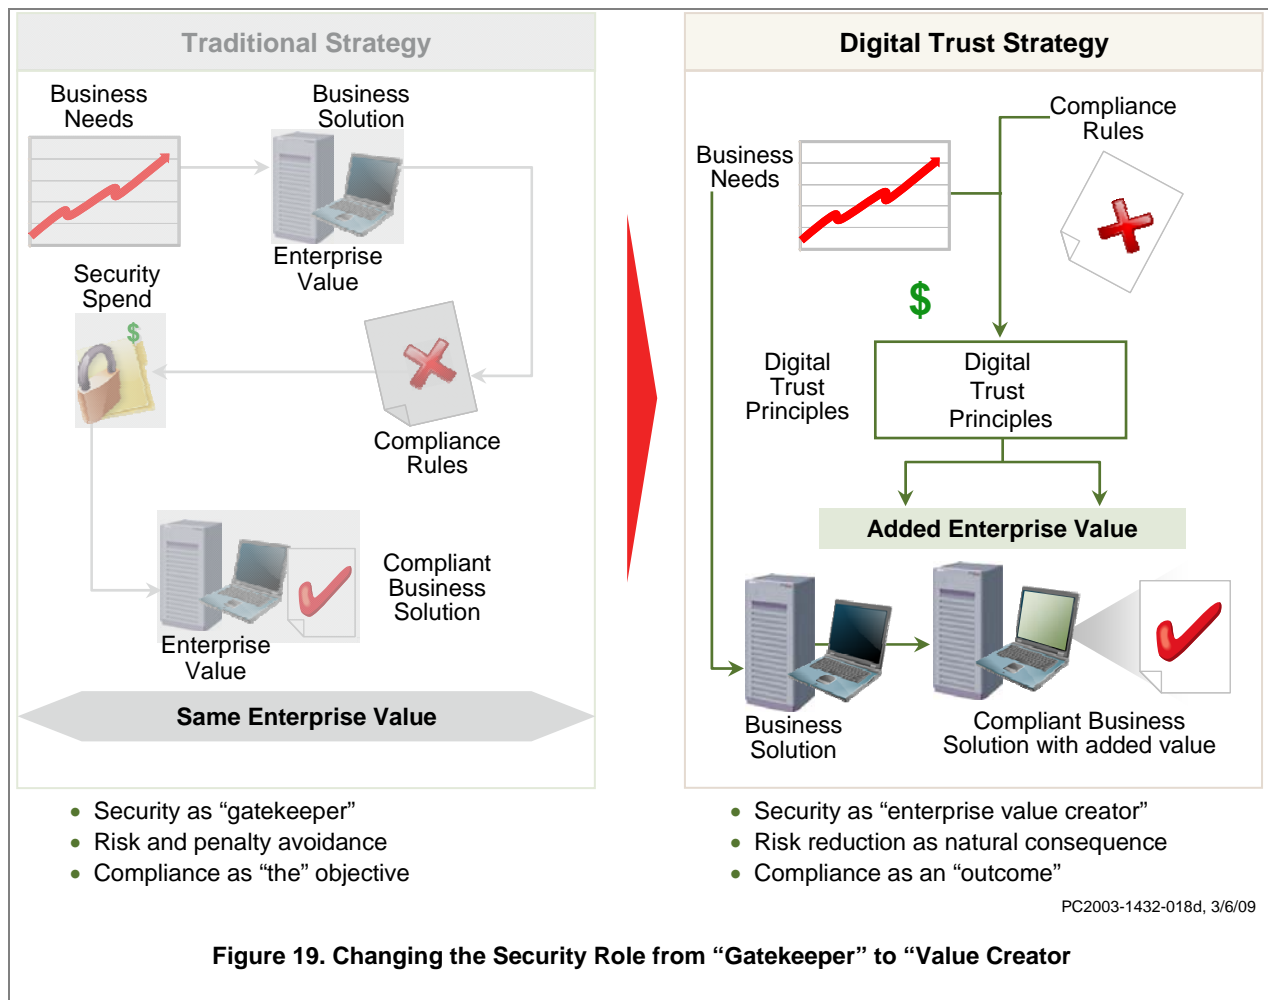 Traditional Strategy
Business
Needs
Business
Solution
Enterprise
Value
Security
Spend
$
Compliance
Rules
Compliant
Business
Solution
Enterprise
Value
Same Enterprise Value
• Security as “gatekeeper”
• Risk and penalty avoidance
• Compliance as “the” objective
Digital Trust Strategy
Compliance
Rules
Business
Needs
$
Digital
Trust
Principles
Digital
Trust
Principles
Added Enterprise Value
Business
Solution
Compliant Business
Solution with added value
• Security as “enterprise value creator”
• Risk reduction as natural consequence
• Compliance as an “outcome”
PC2003-1432-018d, 3/6/09
Figure 19. Changing the Security Role from “Gatekeeper” to “Value Creator